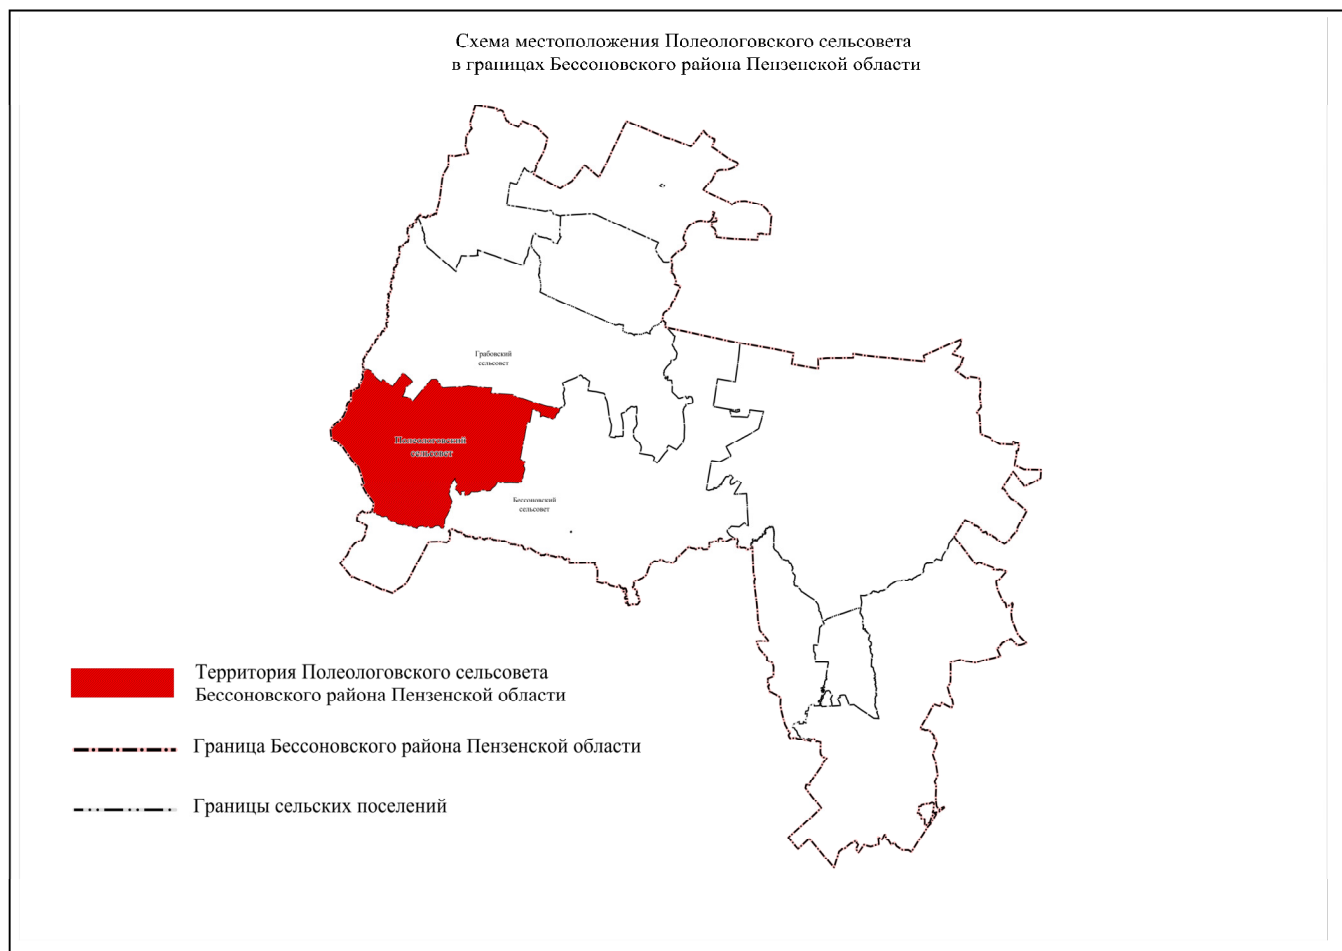 Схема местоположения Полеологовского сельсовета
в границах Бессоновского района Пензенской области
Грабовский
сельсовет
Полеологовский
сельсовет
Бессоновский
сельсовет
Территория Полеологовского сельсовета
Бессоновского района Пензенской области
Граница Бессоновского района Пензенской области
Границы сельских поселений